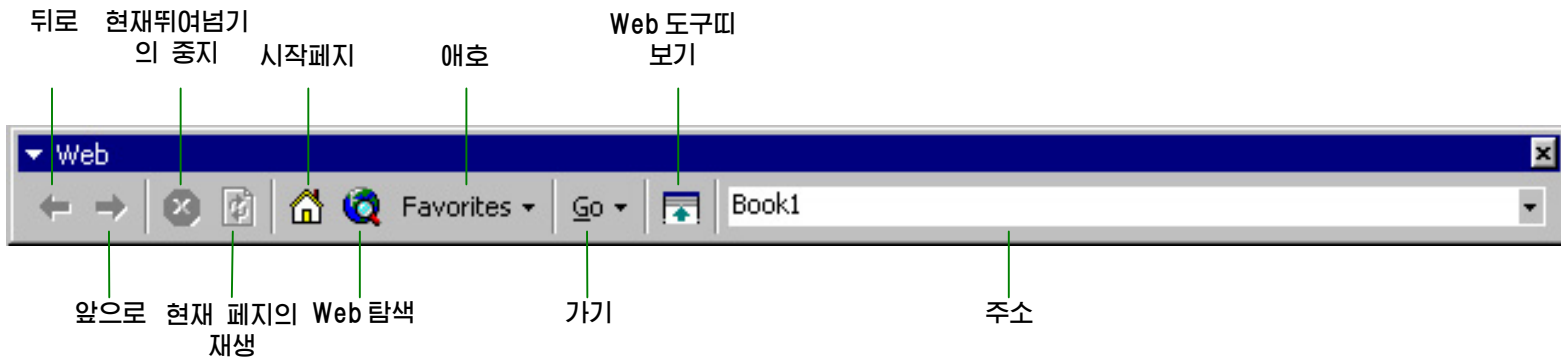 뒤로
현재뛰여넘기
의 중지
시작페지
애호
Web 도구띠
보기
Web
Favorites
Go
Book1
앞으로
현재 페지의
재생
Web 탐색
가기
주소